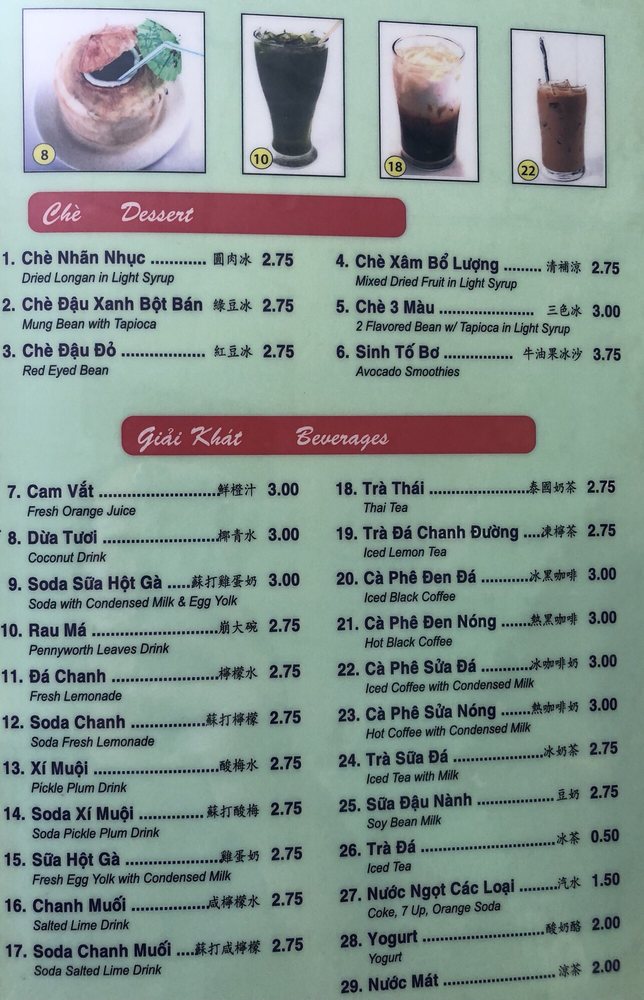 8
10
18
22
Chè Dessert
1. Chè Nhãn Nhục ............ 圓肉冰 2.75
Dried Longan in Light Syrup
2. Chè Đậu Xanh Bột Bán 綠豆冰 2.75
Mung Bean with Tapioca
3. Chè Đậu Đỏ .................. 紅豆冰 2.75
Red Eyed Bean
4. Chè Xâm Bổ Lượng ......... 清補凉 2.75
Mixed Dried Fruit in Light Syrup
5. Chè 3 Màu ...................... 三色冰 3.00
2 Flavored Bean w/ Tapioca in Light Syrup
6. Sinh Tố Bơ ................ 牛油果冰沙 3.75
Avocado Smoothies
Giải Khát Beverages
7. Cam Vắt .........................鮮橙汁 3.00
Fresh Orange Juice
8. Dừa Tươi .........................椰青水 3.00
Coconut Drink
9. Soda Sữa Hột Gà .....蘇打雞蛋奶 3.00
Soda with Condensed Milk & Egg Yolk
10. Rau Má ..........................崩大碗 2.75
Pennyworth Leaves Drink
11. Đá Chanh .....................檸檬水 2.75
Fresh Lemonade
12. Soda Chanh ................蘇打檸檬 2.75
Soda Fresh Lemonade
13. Xí Muội .........................酸梅水 2.75
Pickle Plum Drink
14. Soda Xí Muội ............蘇打酸梅 2.75
Soda Pickle Plum Drink
15. Sữa Hột Gà ....................雞蛋奶 2.75
Fresh Egg Yolk with Condensed Milk
16. Chanh Muối .................咸檸檬水 2.75
Salted Lime Drink
17. Soda Chanh Muối ....蘇打咸檸檬 2.75
Soda Salted Lime Drink
18. Trà Thái ....................泰國奶茶 2.75
Thai Tea
19. Trà Đá Chanh Đường ....凍檸茶 2.75
Iced Lemon Tea
20. Cà Phê Đen Đá ...........冰黑咖啡 3.00
Iced Black Coffee
21. Cà Phê Đen Nóng .......熱黑咖啡 3.00
Hot Black Coffee
22. Cà Phê Sửa Đá ...........冰咖啡奶 3.00
Iced Coffee with Condensed Milk
23. Cà Phê Sửa Nóng .......熱咖啡奶 3.00
Hot Coffee with Condensed Milk
24. Trà Sữa Đá ....................冰奶茶 2.75
Iced Tea with Milk
25. Sữa Đậu Nành ...............豆奶 2.75
Soy Bean Milk
26. Trà Đá ..........................冰茶 0.50
Iced Tea
27. Nước Ngọt Các Loại .........汽水 1.50
Coke, 7 Up, Orange Soda
28. Yogurt .........................酸奶酪 2.00
Yogurt
29. Nước Mát .....................涼茶 2.00